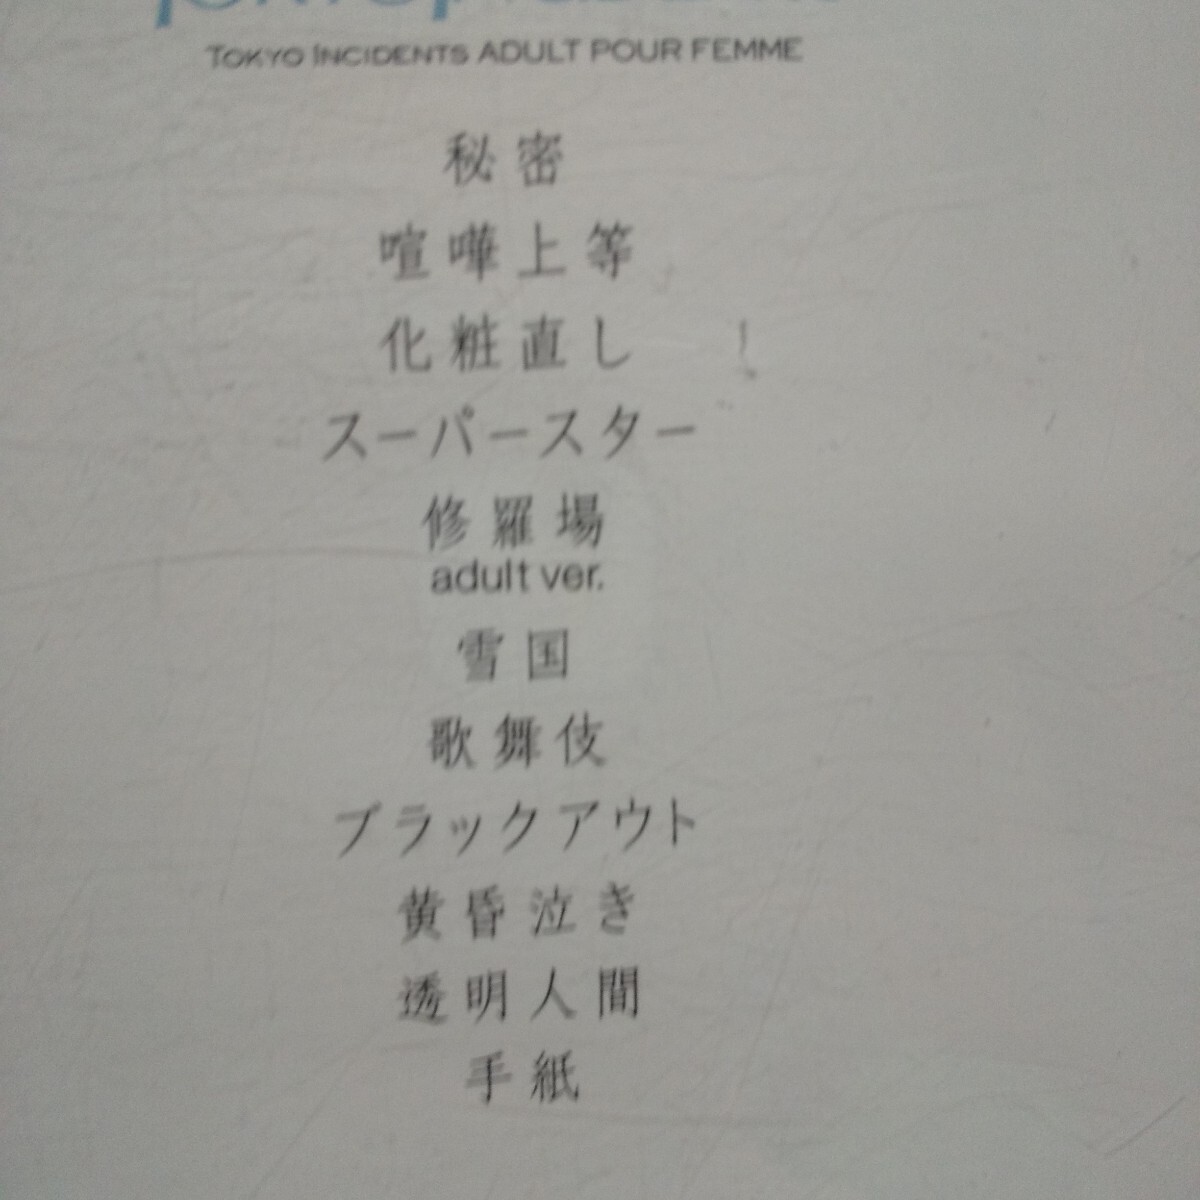 TOKYO INCIDENTS ADULT POUR FEMME
秘密
喧嘩上等
化粧直し
スーパースター
修羅場
adult ver.
雪国
歌舞伎
ブラックアウト
黄昏泣き
透明人間
手紙